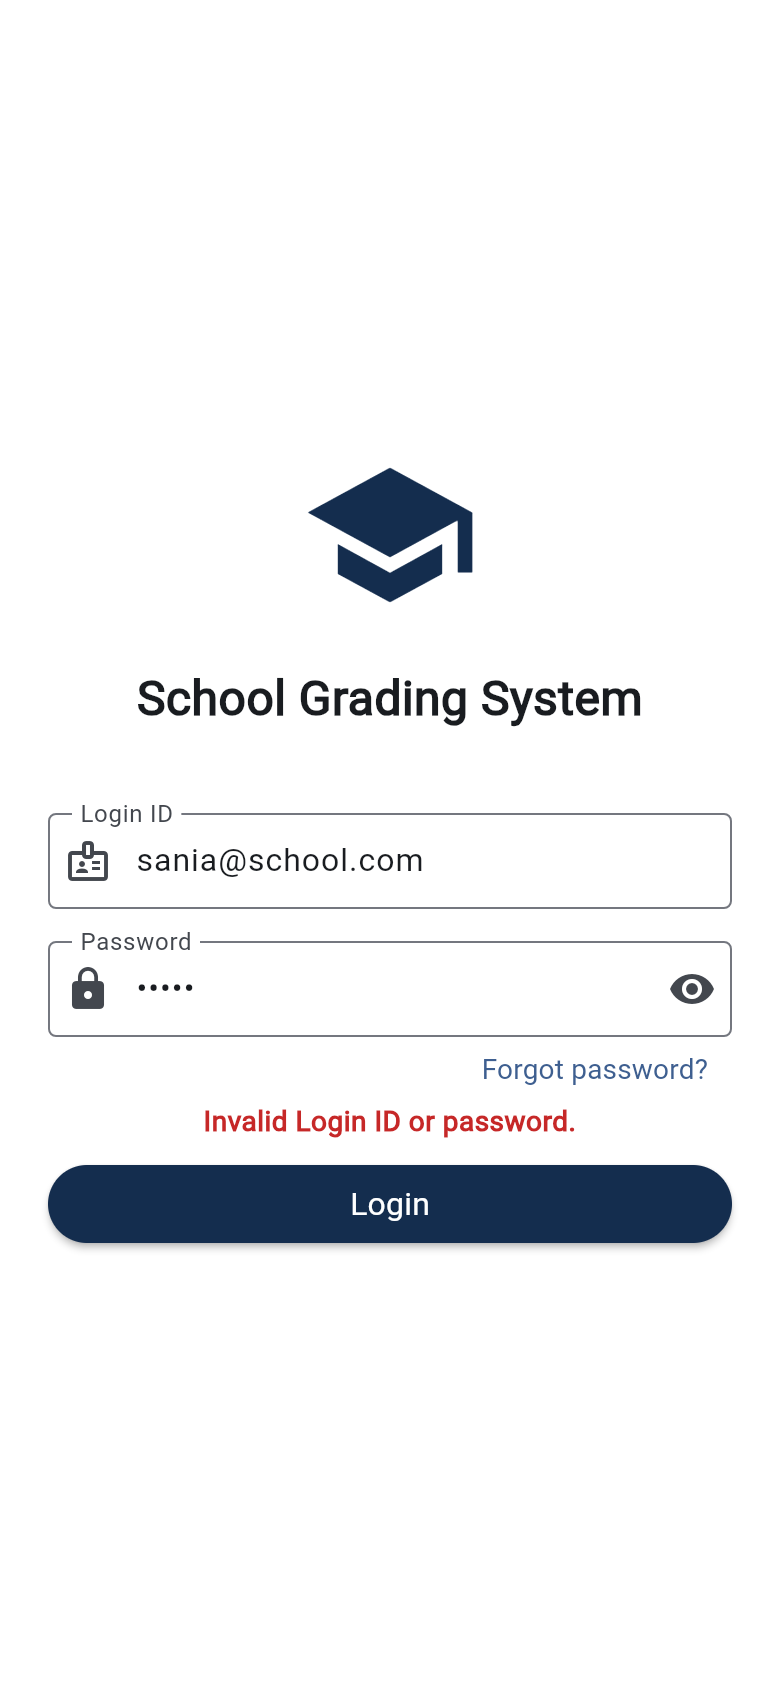 School Grading System
Login ID
sania@school.com
Password
•••••
Forgot password?
Invalid Login ID or password.
Login